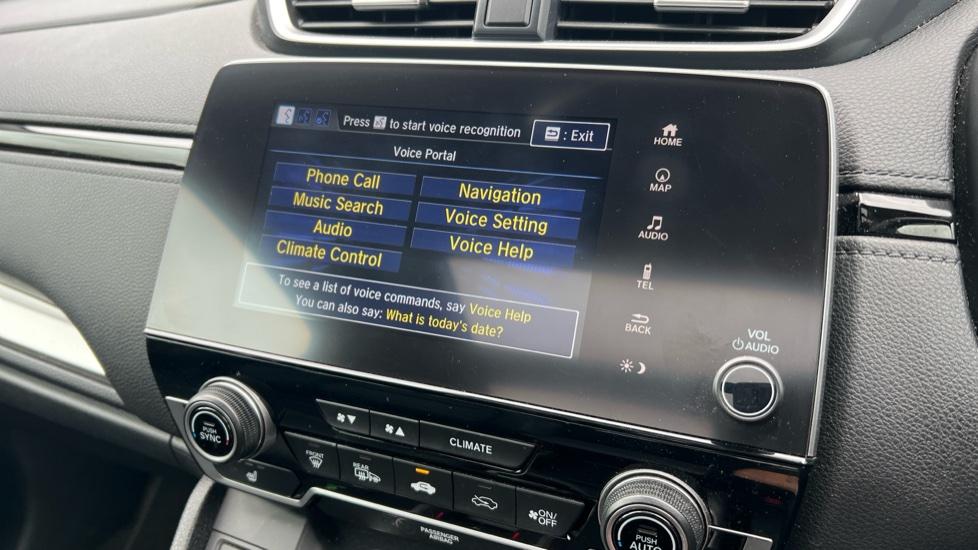 Press to start voice recognition
: Exit
Voice Portal
Phone Call
Navigation
Music Search
Voice Setting
Audio
Voice Help
Climate Control
To see a list of voice commands, say Voice Help
You can also say: What is today's date?
HOME
MAP
AUDIO
TEL
BACK
VOL
AUDIO
PUSH
SYNC
CLIMATE
FRONT
REAR
ON/
OFF
PUSH
AUTO
PASSENGER
AIRBAG